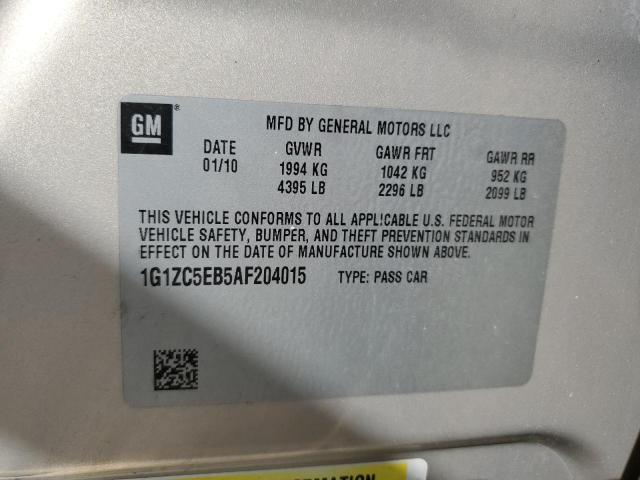 GM®
MFD BY GENERAL MOTORS LLC
DATE GVWR GAWR FRT GAWR RR
01/10 1994 KG 1042 KG 952 KG
4395 LB 2296 LB 2099 LB
THIS VEHICLE CONFORMS TO ALL APPLICABLE U.S. FEDERAL MOTOR
VEHICLE SAFETY, BUMPER, AND THEFT PREVENTION STANDARDS IN
EFFECT ON THE DATE OF MANUFACTURE SHOWN ABOVE.
1G1ZC5EB5AF204015 TYPE: PASS CAR